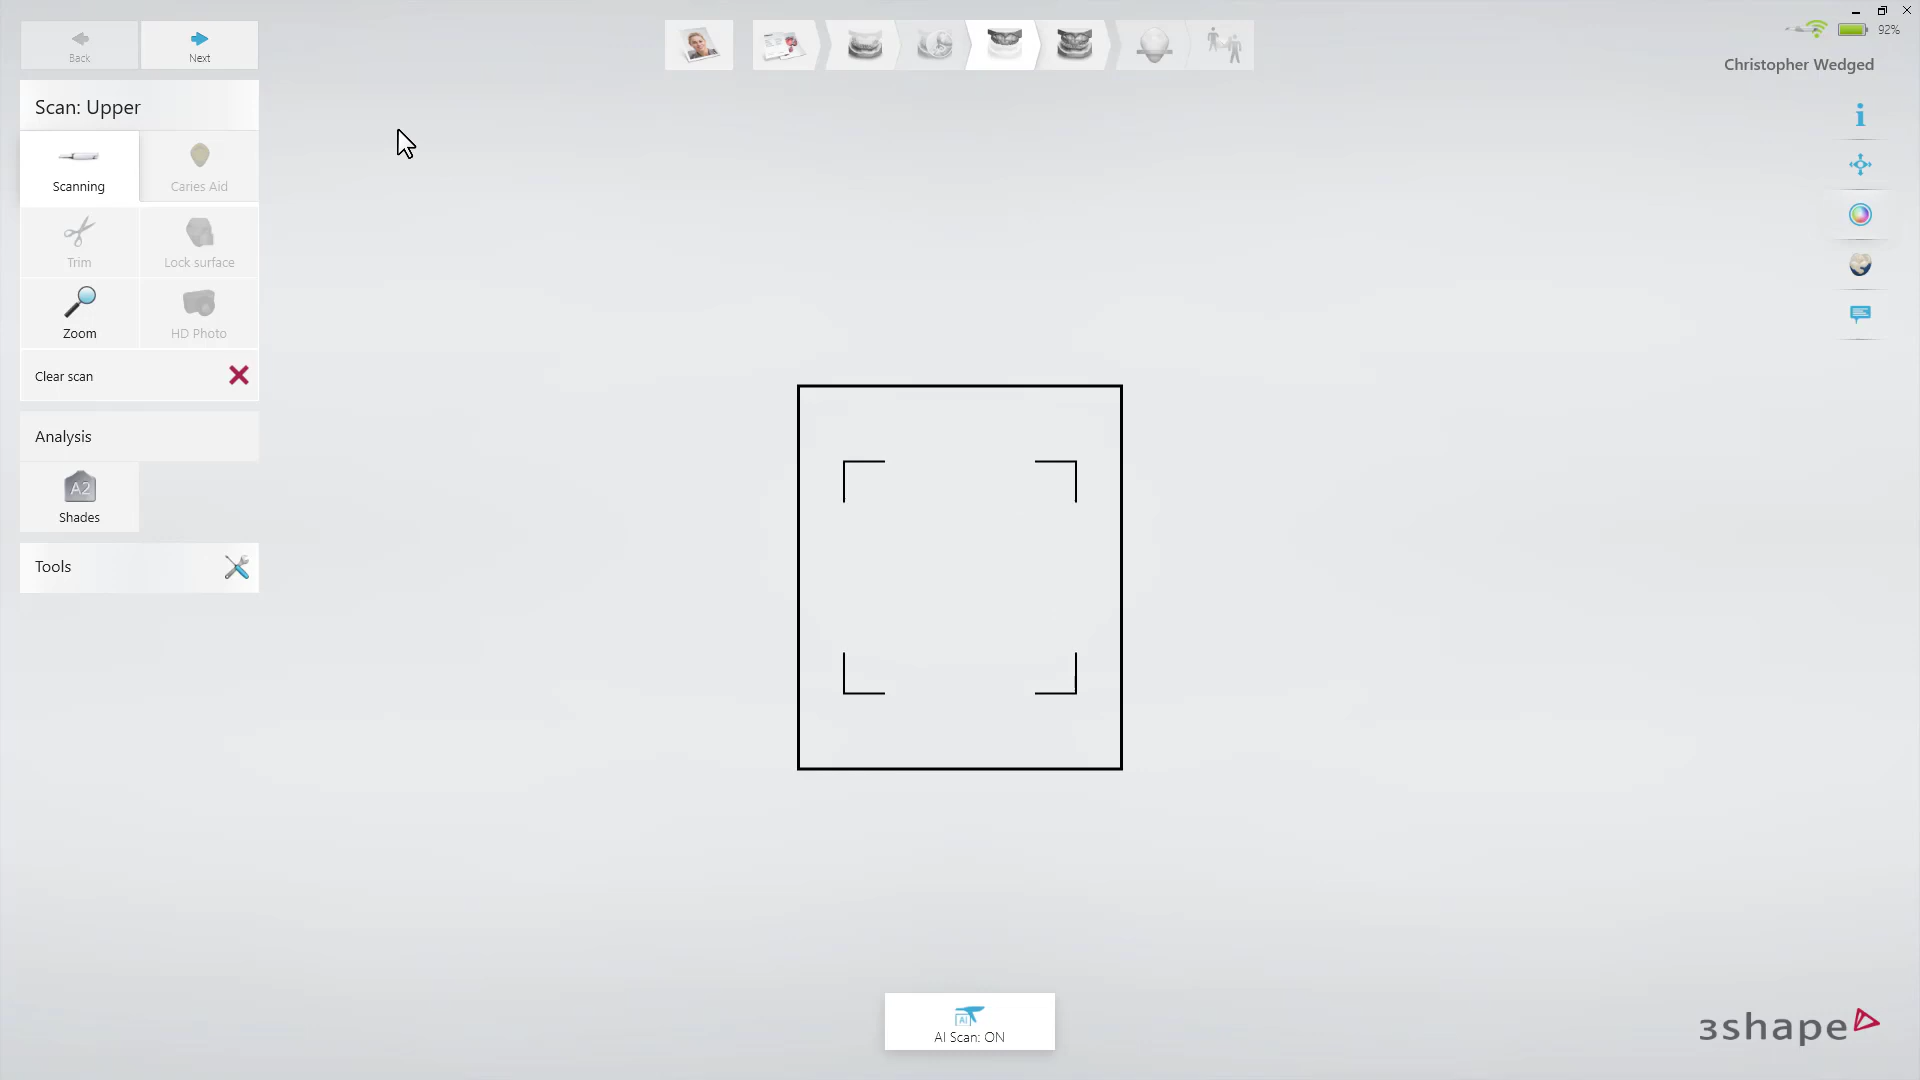 Back
Next
92%
Christopher Wedged
Scan: Upper
Scanning
Caries Aid
Trim
Lock surface
Zoom
HD Photo
Clear scan
Analysis
A2
Shades
Tools
AI
AI Scan: ON
3shape